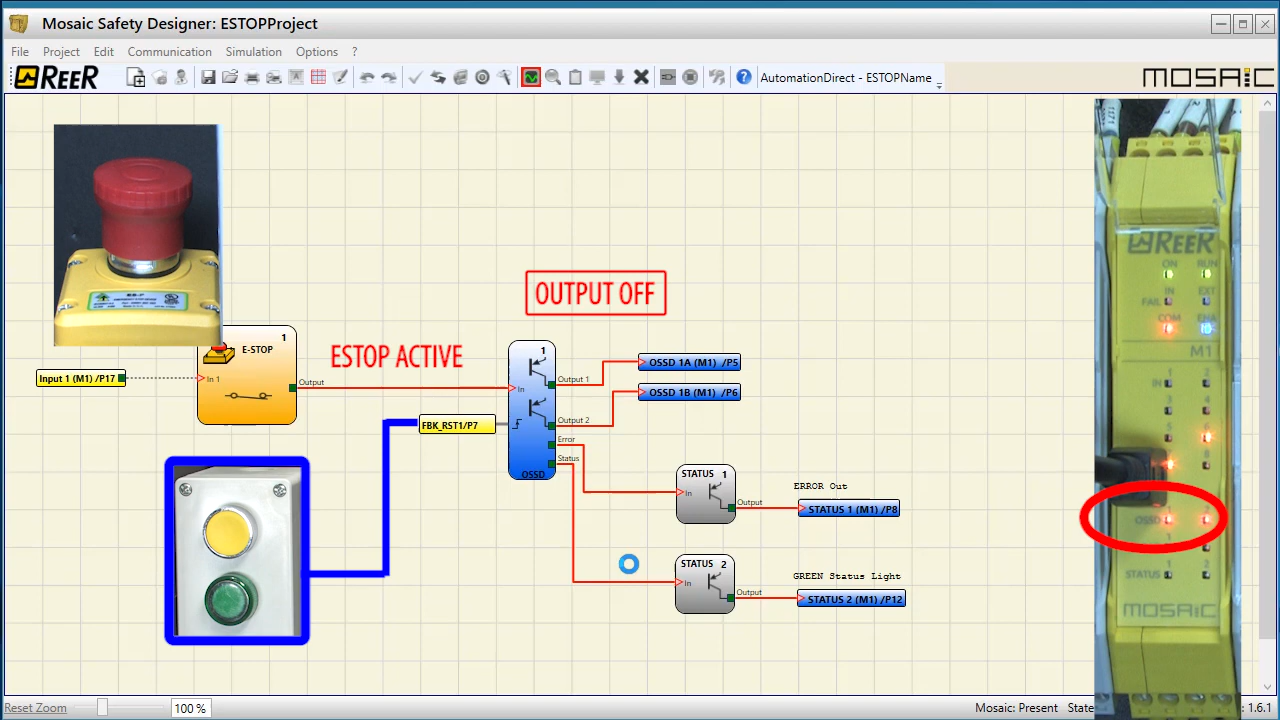 Mosaic Safety Designer: ESTOPProject
File Project Edit Communication Simulation Options ?
REER
AutomationDirect - ESTOPName
MOSAIC
OUTPUT OFF
ESTOP ACTIVE
E-STOP
1
Input 1 (M1) /P17
In 1
Output
1
In
Output 1
Output 2
Error
Status
OSSD
FBK_RST1/P7
OSSD 1A (M1) /P5
OSSD 1B (M1) /P6
STATUS 1
In
Output
ERROR Out
STATUS 1 (M1) /P8
STATUS 2
In
Output
GREEN Status Light
STATUS 2 (M1) /P12
REER
ON RUN
IN EXT
FAIL
COM ENA
M1
1 2
IN
3 4
5 6
8
1 2
OSSD
1
STATUS 1 2
MOSAIC
Reset Zoom
100 %
Mosaic: Present
State
: 1.6.1